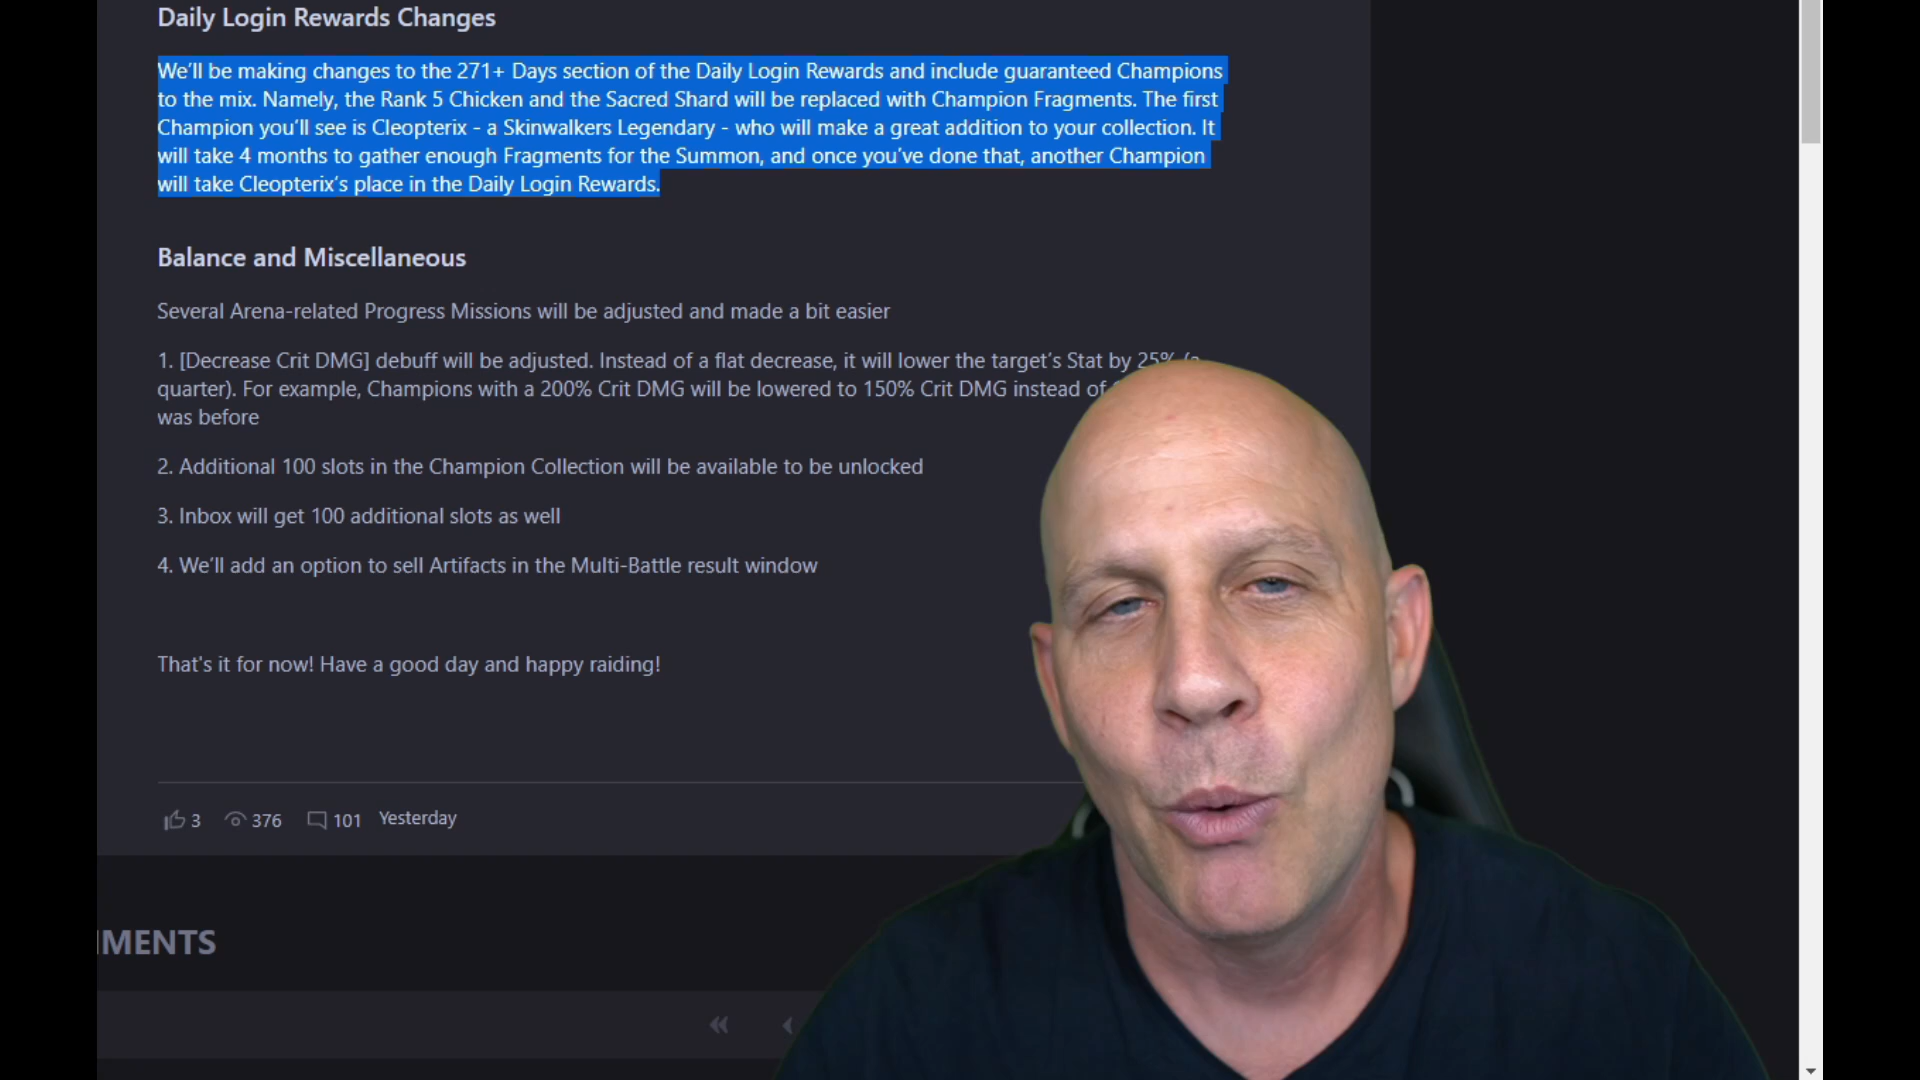 Daily Login Rewards Changes
We'll be making changes to the 271+ Days section of the Daily Login Rewards and include guaranteed Champions
to the mix. Namely, the Rank 5 Chicken and the Sacred Shard will be replaced with Champion Fragments. The first
Champion you'll see is Cleopterix - a Skinwalkers Legendary - who will make a great addition to your collection. It
will take 4 months to gather enough Fragments for the Summon, and once you've done that, another Champion
will take Cleopterix's place in the Daily Login Rewards.
Balance and Miscellaneous
Several Arena-related Progress Missions will be adjusted and made a bit easier
1. [Decrease Crit DMG] debuff will be adjusted. Instead of a flat decrease, it will lower the target's Stat by 25% (a
quarter). For example, Champions with a 200% Crit DMG will be lowered to 150% Crit DMG instead of
was before
2. Additional 100 slots in the Champion Collection will be available to be unlocked
3. Inbox will get 100 additional slots as well
4. We'll add an option to sell Artifacts in the Multi-Battle result window
That's it for now! Have a good day and happy raiding!
3 376 101 Yesterday
MENTS